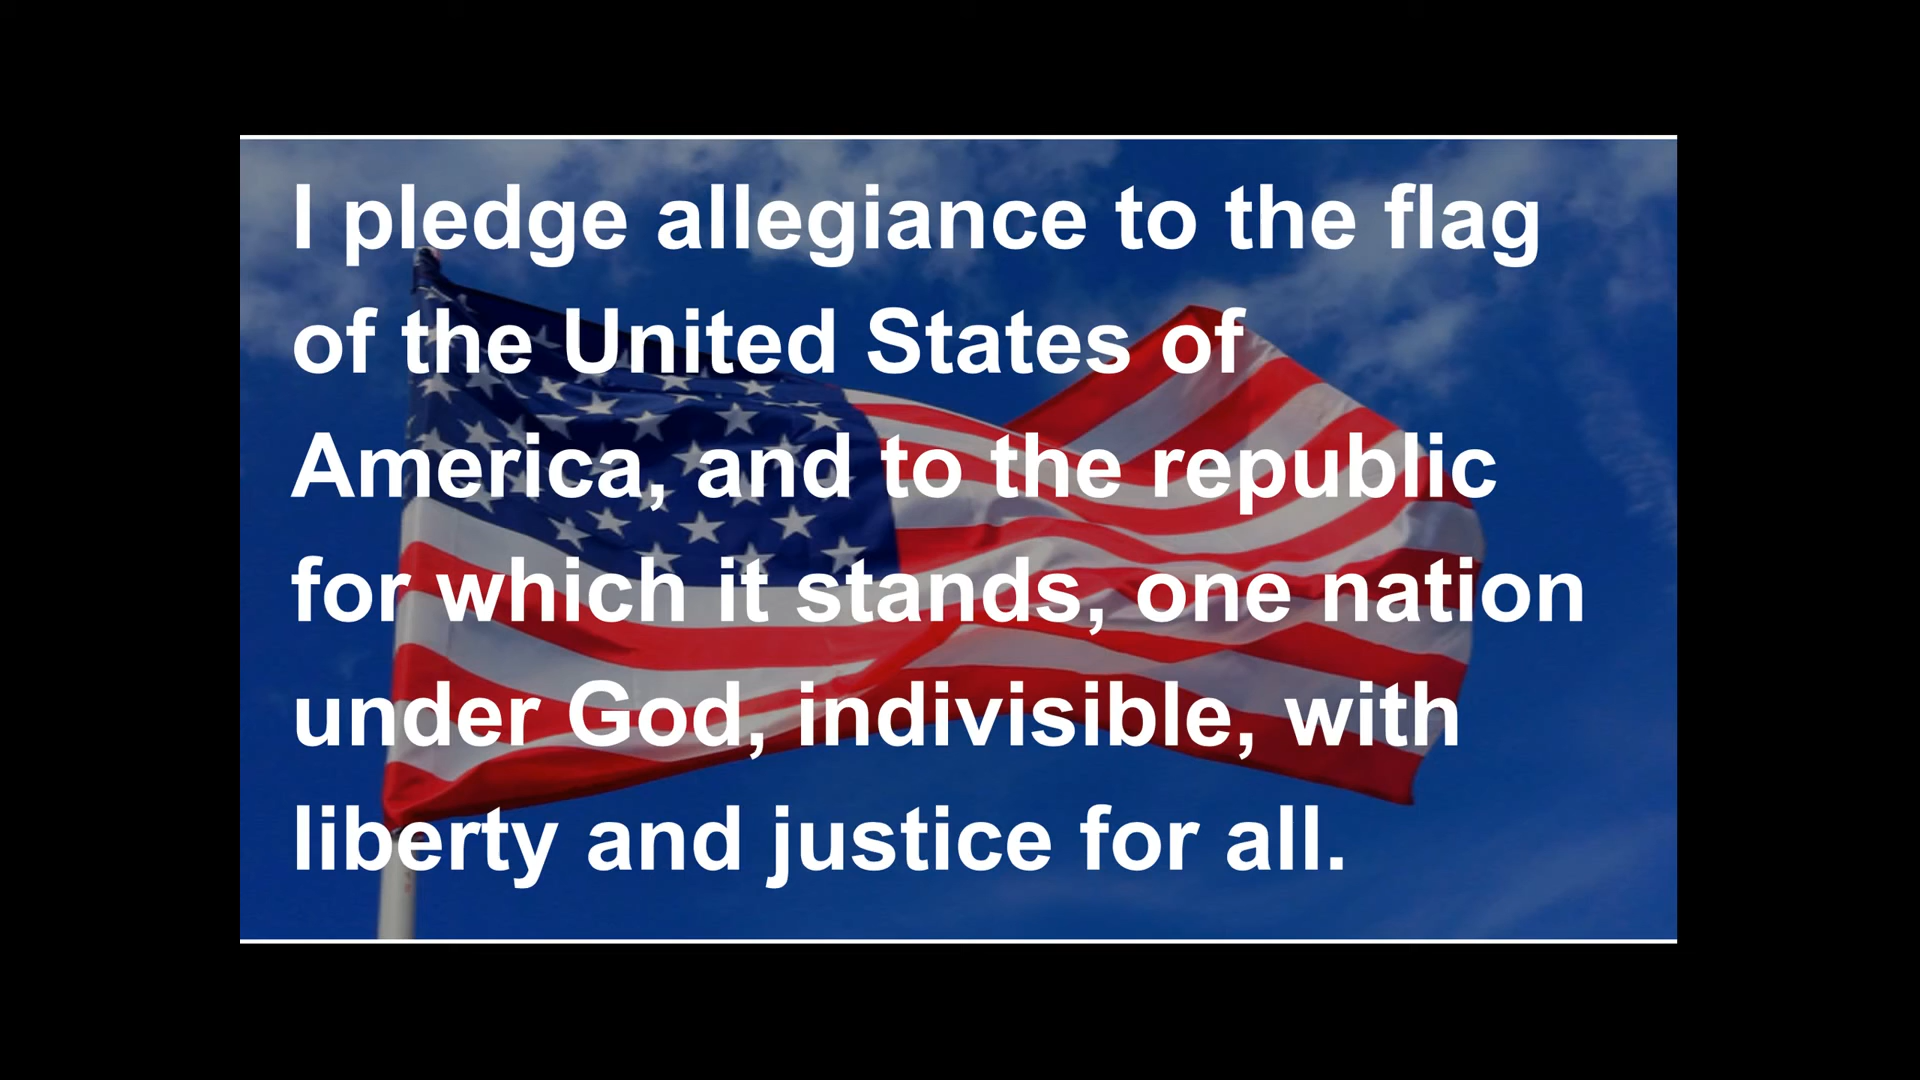 I pledge allegiance to the flag
of the United States of
America, and to the republic
for which it stands, one nation
under God, indivisible, with
liberty and justice for all.